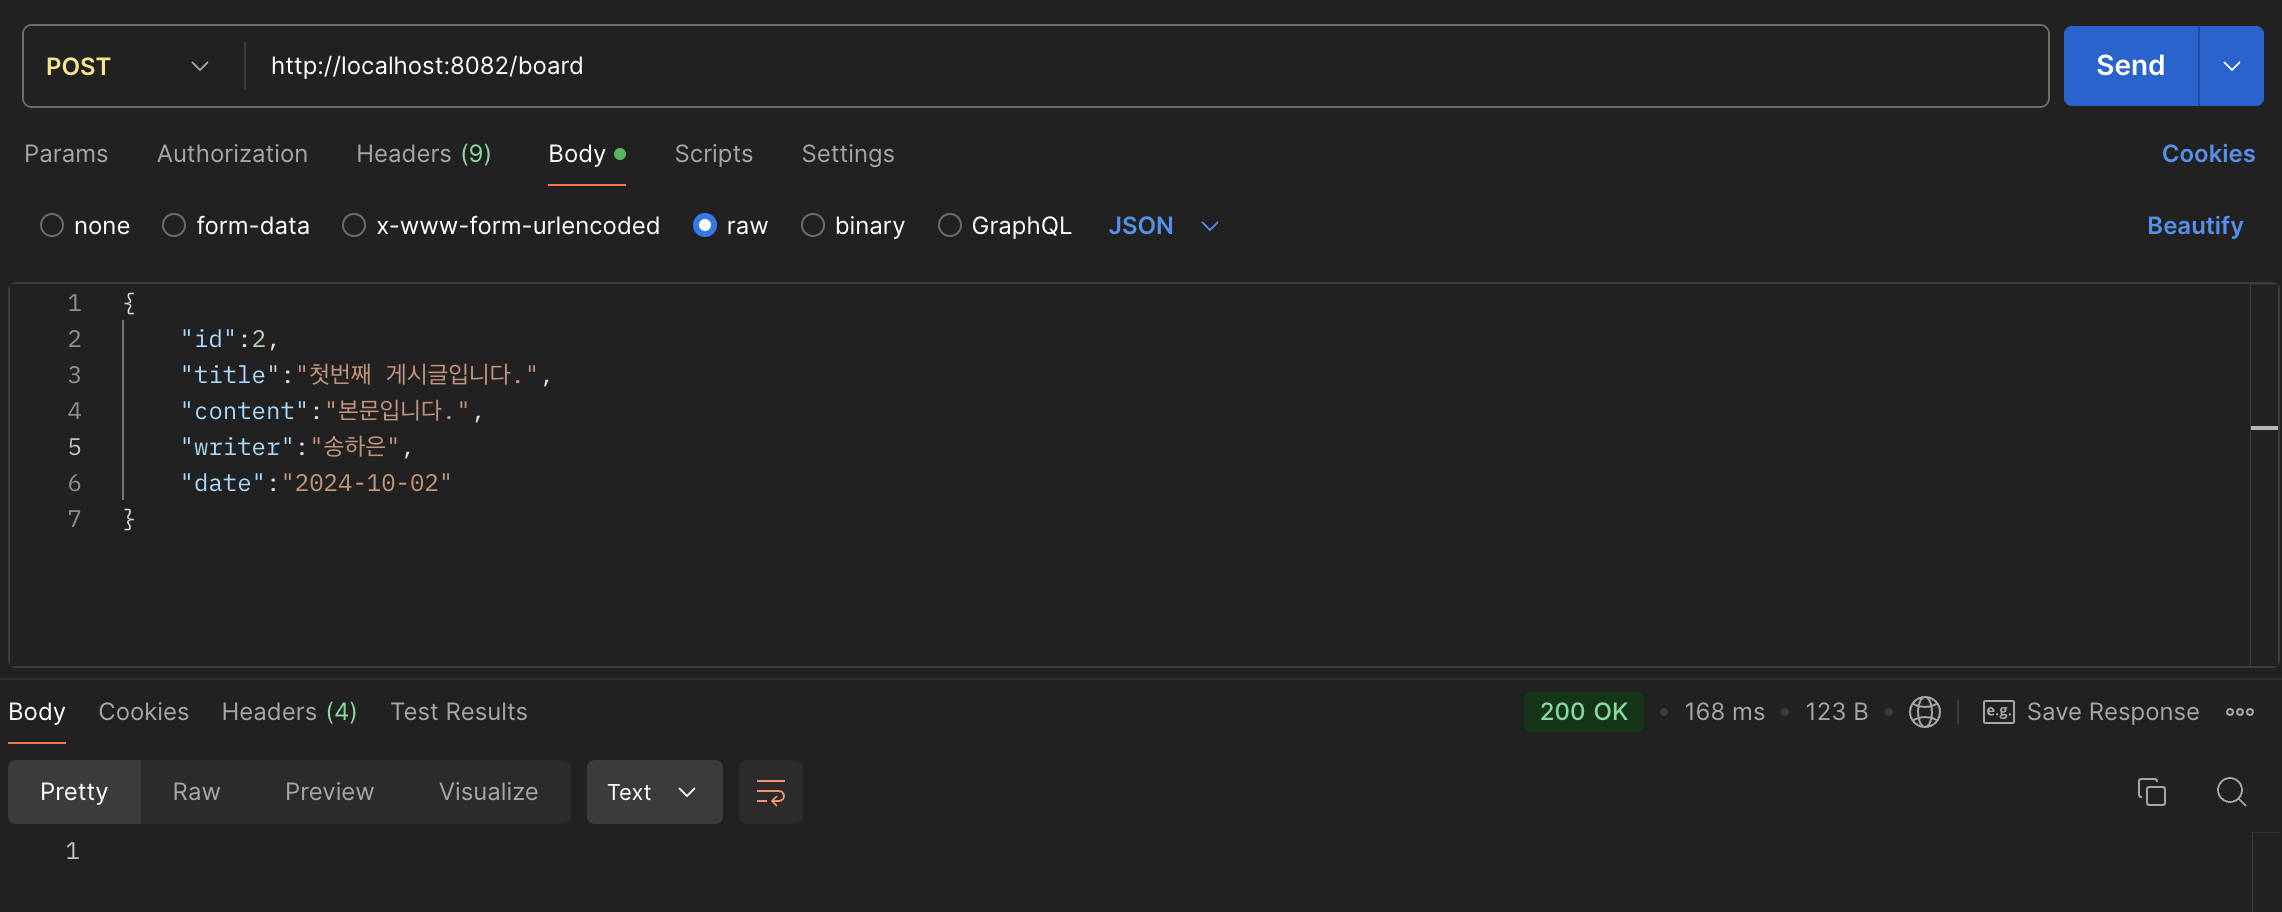 POST http://localhost:8082/board Send
Params Authorization Headers (9) Body Scripts Settings Cookies
none form-data x-www-form-urlencoded raw binary GraphQL JSON Beautify
1 {
2 "id":2,
3 "title":"첫번째 게시글입니다.",
4 "content":"본문입니다.",
5 "writer":"송하은",
6 "date":"2024-10-02"
7 }
Body Cookies Headers (4) Test Results 200 OK 168 ms 123 B e.g. Save Response
Pretty Raw Preview Visualize Text
1